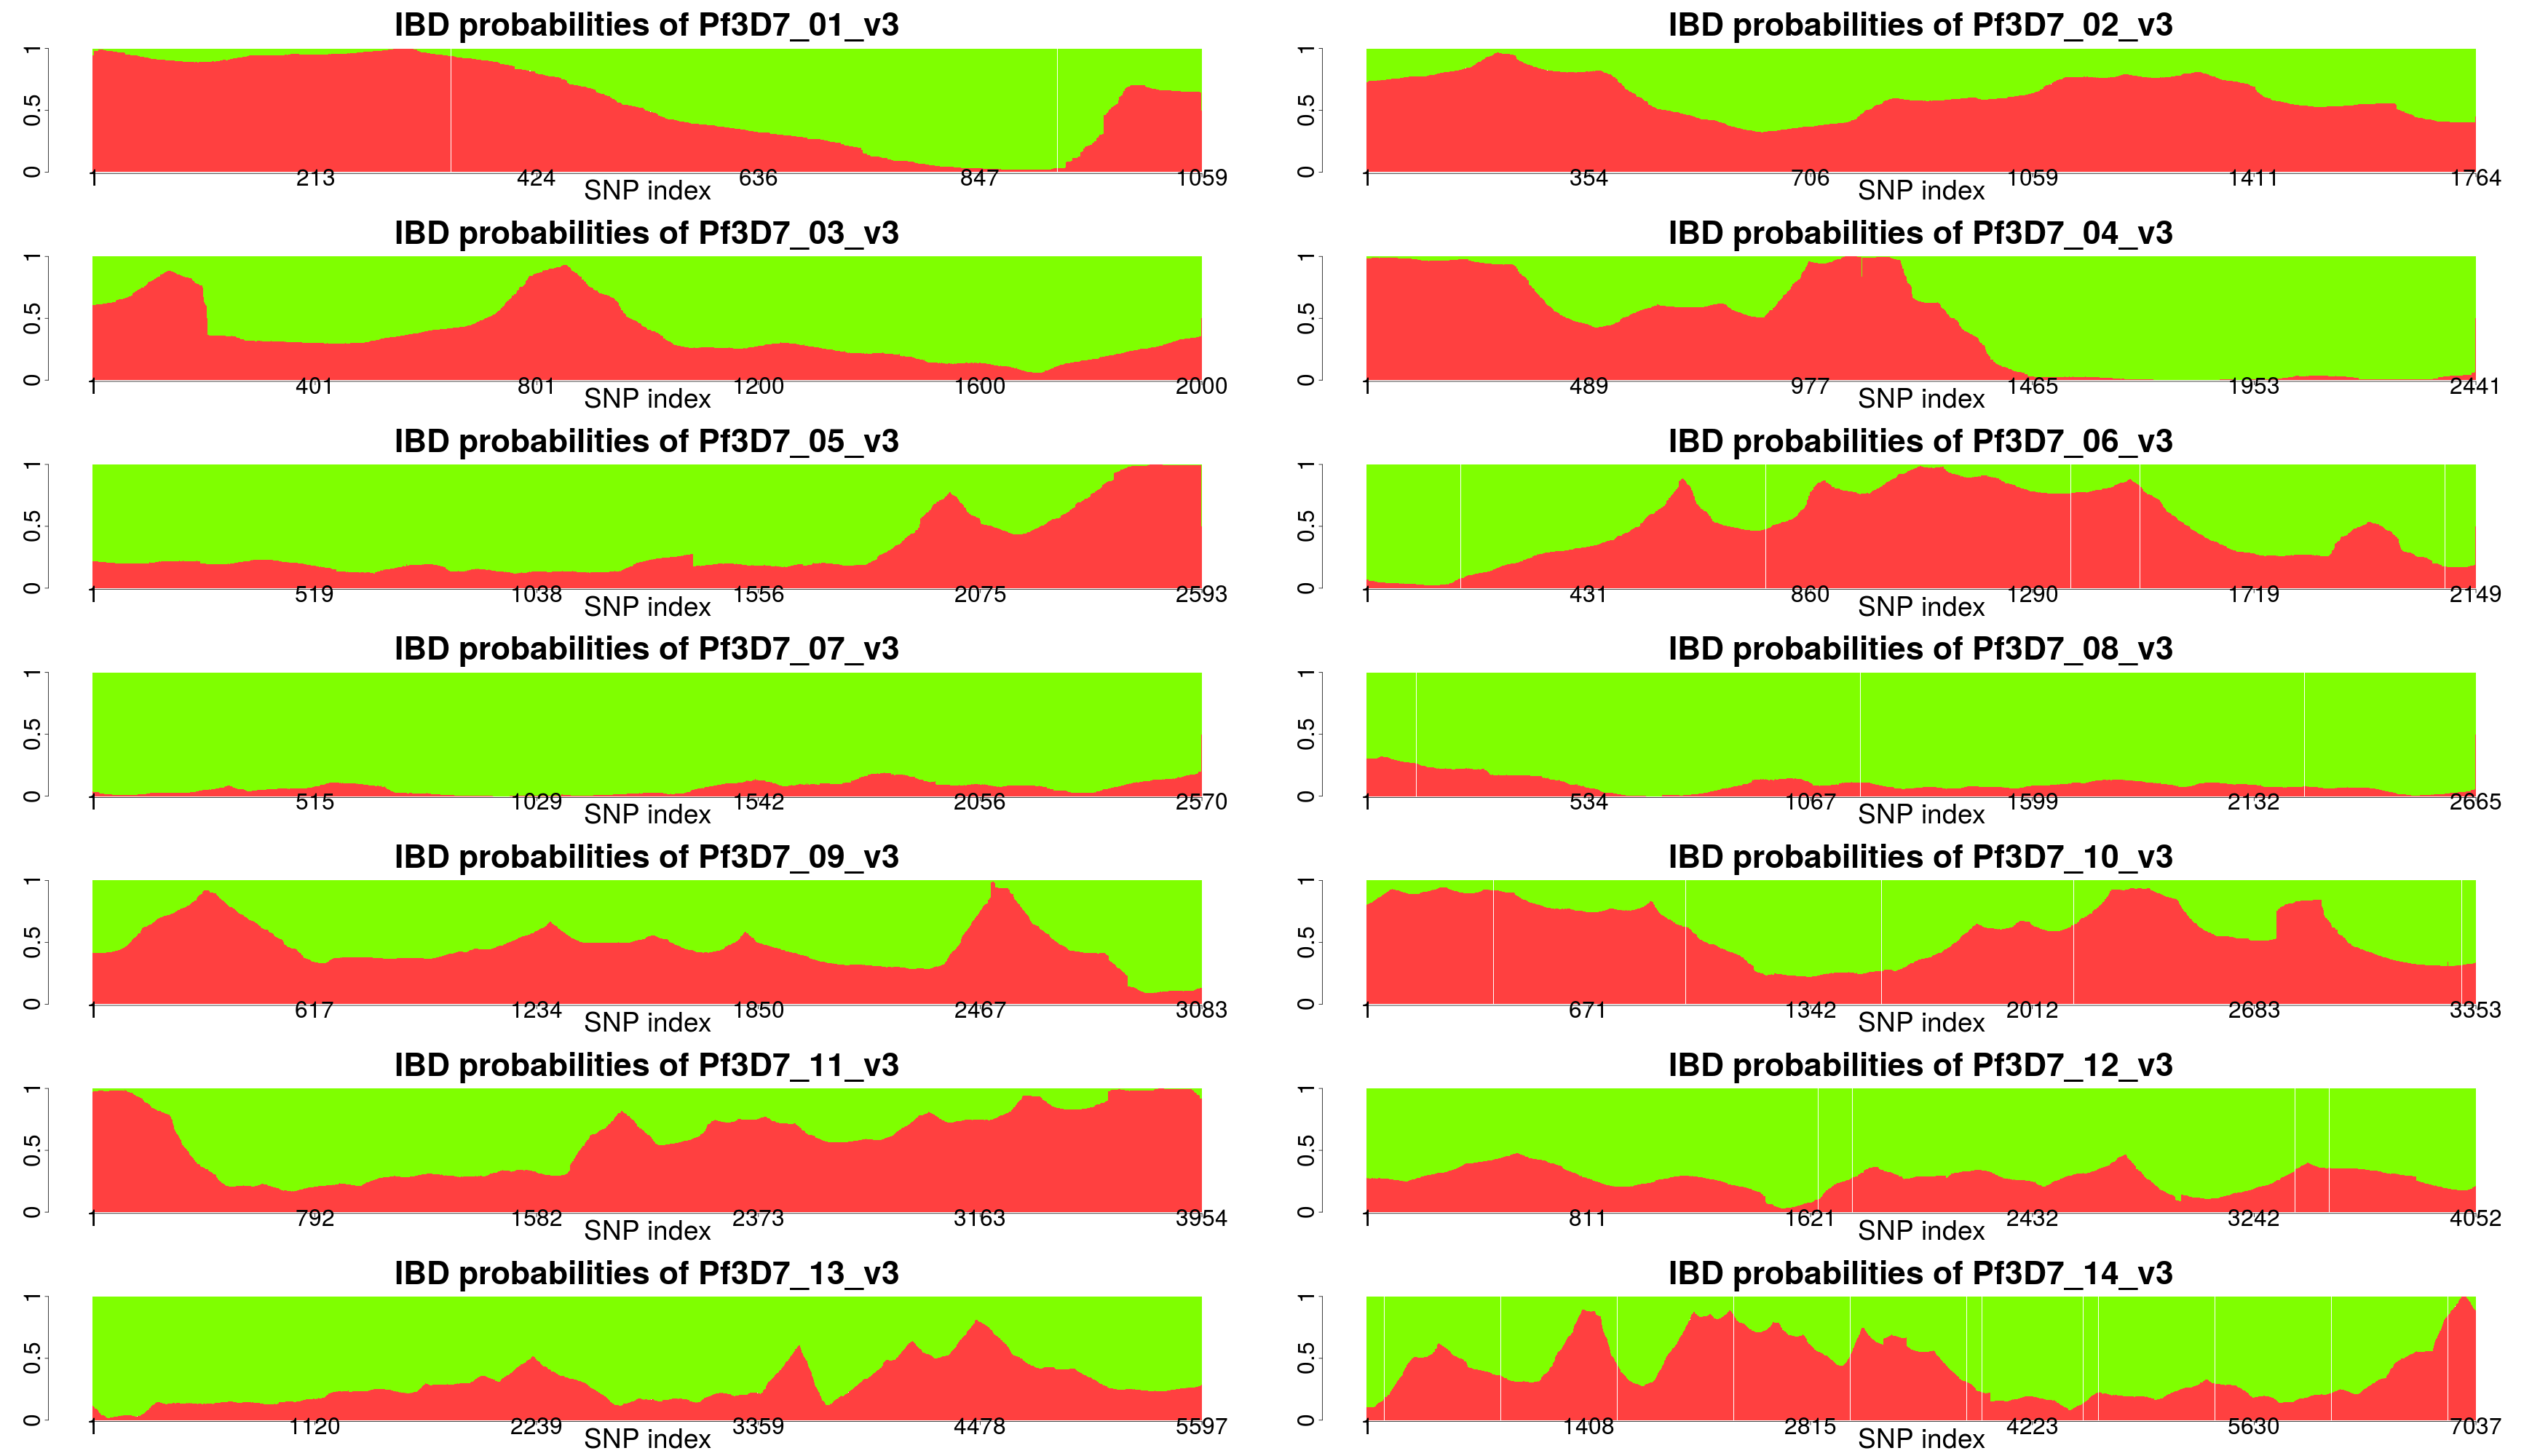 IBD probabilities of Pf3D7_01_v3
0 0.5 1
1 213 424 636 847 1059
SNP index
IBD probabilities of Pf3D7_02_v3
0 0.5 1
1 354 706 1059 1411 1764
SNP index
IBD probabilities of Pf3D7_03_v3
0 0.5 1
1 401 801 1200 1600 2000
SNP index
IBD probabilities of Pf3D7_04_v3
0 0.5 1
1 489 977 1465 1953 2441
SNP index
IBD probabilities of Pf3D7_05_v3
0 0.5 1
1 519 1038 1556 2075 2593
SNP index
IBD probabilities of Pf3D7_06_v3
0 0.5 1
1 431 860 1290 1719 2149
SNP index
IBD probabilities of Pf3D7_07_v3
0 0.5 1
1 515 1029 1542 2056 2570
SNP index
IBD probabilities of Pf3D7_08_v3
0 0.5 1
1 534 1067 1599 2132 2665
SNP index
IBD probabilities of Pf3D7_09_v3
0 0.5 1
1 617 1234 1850 2467 3083
SNP index
IBD probabilities of Pf3D7_10_v3
0 0.5 1
1 671 1342 2012 2683 3353
SNP index
IBD probabilities of Pf3D7_11_v3
0 0.5 1
1 792 1582 2373 3163 3954
SNP index
IBD probabilities of Pf3D7_12_v3
0 0.5 1
1 811 1621 2432 3242 4052
SNP index
IBD probabilities of Pf3D7_13_v3
0 0.5 1
1 1120 2239 3359 4478 5597
SNP index
IBD probabilities of Pf3D7_14_v3
0 0.5 1
1 1408 2815 4223 5630 7037
SNP index